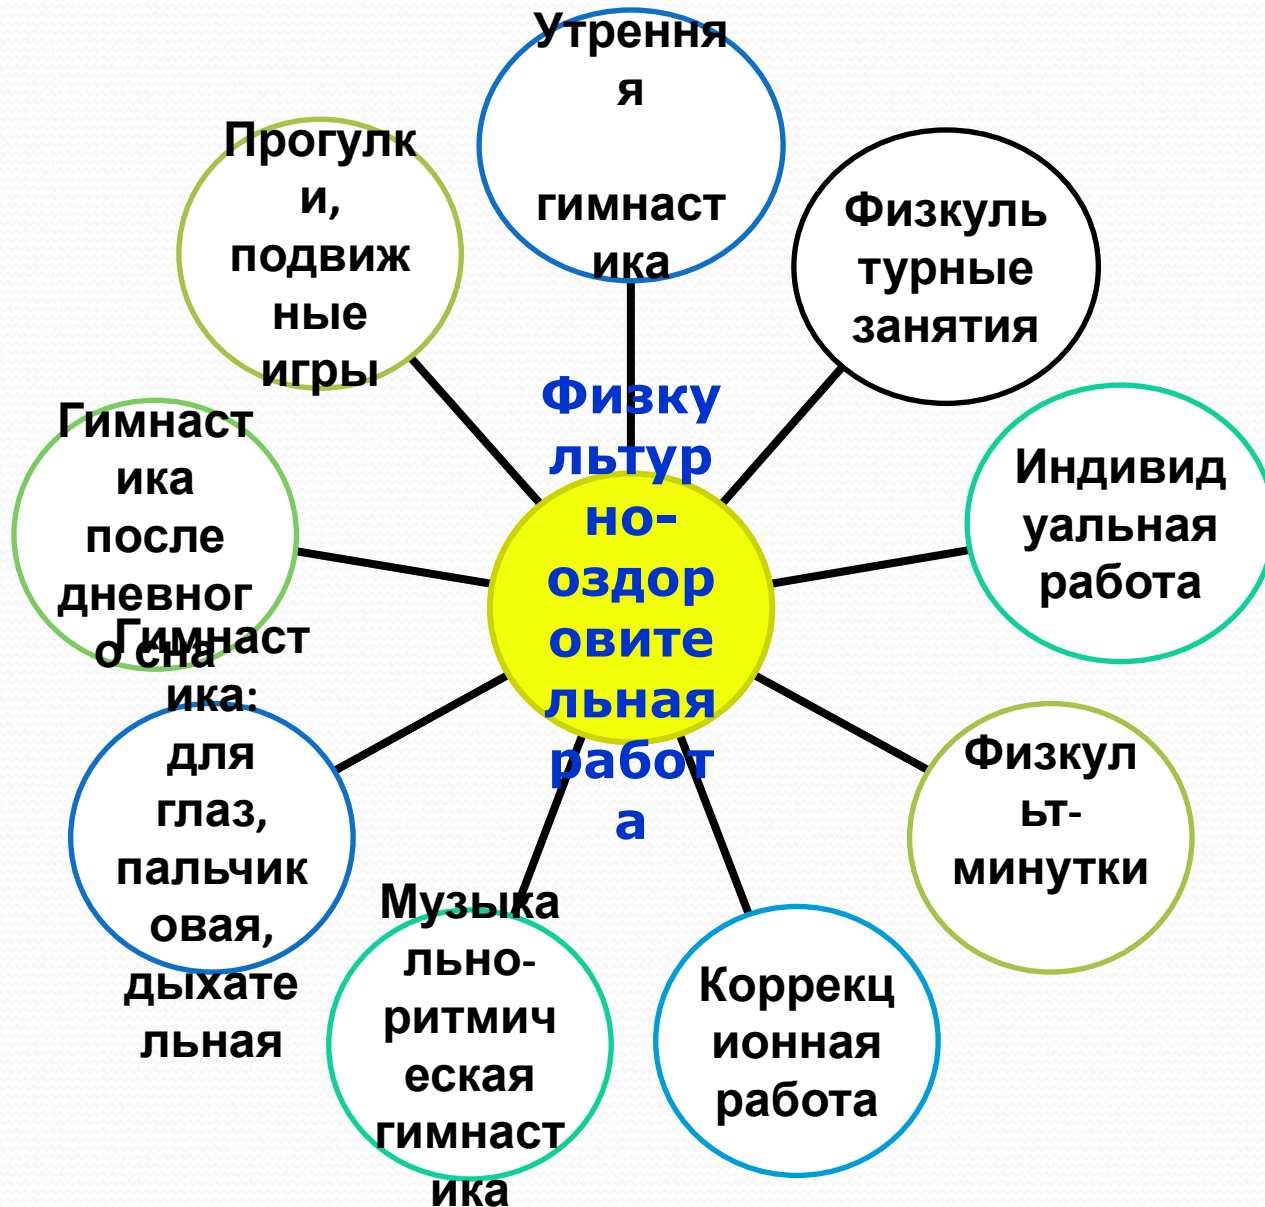 Утрення
я
гимнаст
ика
Физкуль
турные
занятия
Индивид
уальная
работа
Физкул
ьт-
минутки
Коррекц
ионная
работа
Музыка
льно-
ритмич
еская
гимнаст
ика
Гимнаст
ика:
для
глаз,
пальчик
овая,
дыхате
льная
Гимнаст
ика
после
дневног
о сна
Прогулк
и,
подвиж
ные
игры
Физку
льтур
но-
оздор
овите
льная
работ
а